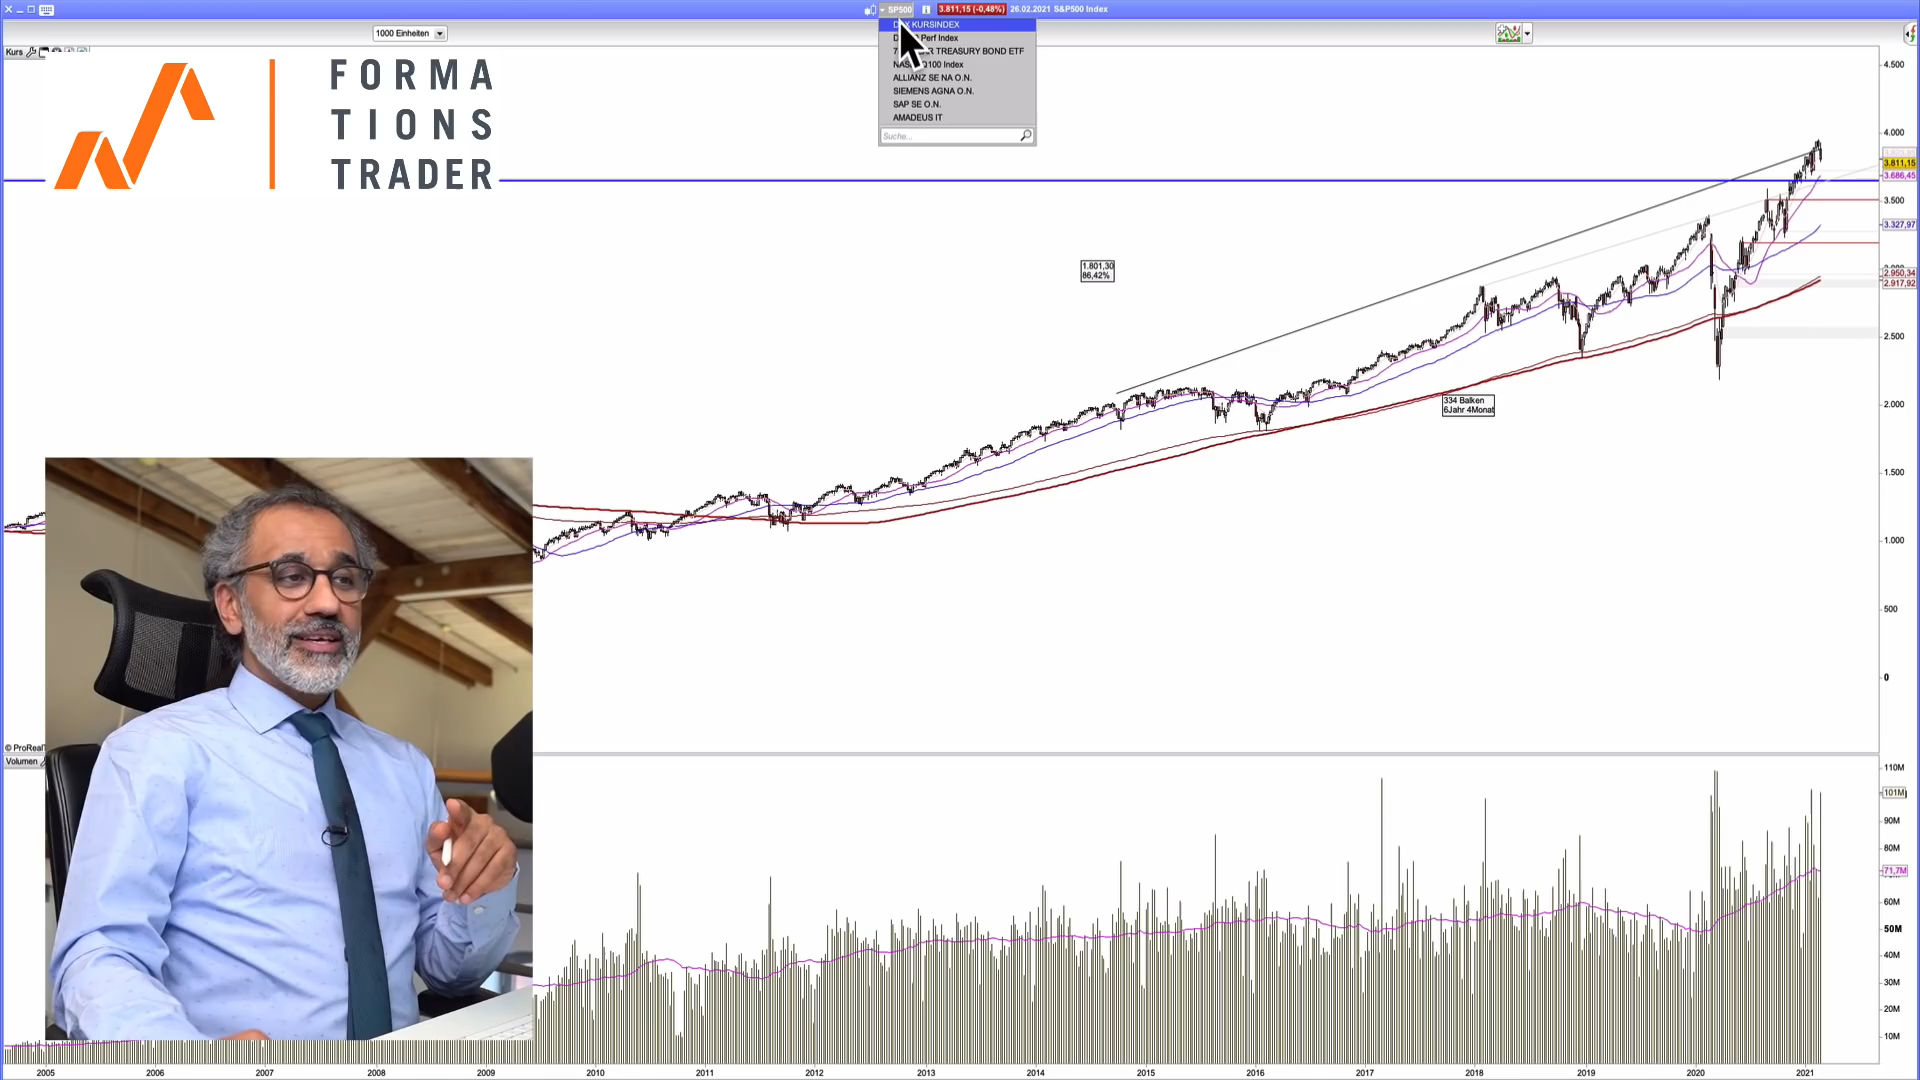 SP500
3.811,15 (-0,48%)
26.02.2021 S&P500 Index
1000 Einheiten
KURSINDEX
Perf Index
TREASURY BOND ETF
Index
ALLIANZ SE NA O.N.
SIEMENS AGNA O.N.
SAP SE O.N.
AMADEUS IT
Suche...
Kurs
FORMA
TIONS
TRADER
4.500
4.000
3.811,15
3.686,45
3.500
3.327,97
2.950,34
2.917,92
2.500
2.000
1.500
1.000
500
0
1.801,30
86,42%
334 Balken
6Jahr 4Monat
Volumen
110M
101M
90M
80M
71,7M
60M
50M
40M
30M
20M
10M
2005 2006 2007 2008 2009 2010 2011 2012 2013 2014 2015 2016 2017 2018 2019 2020 2021